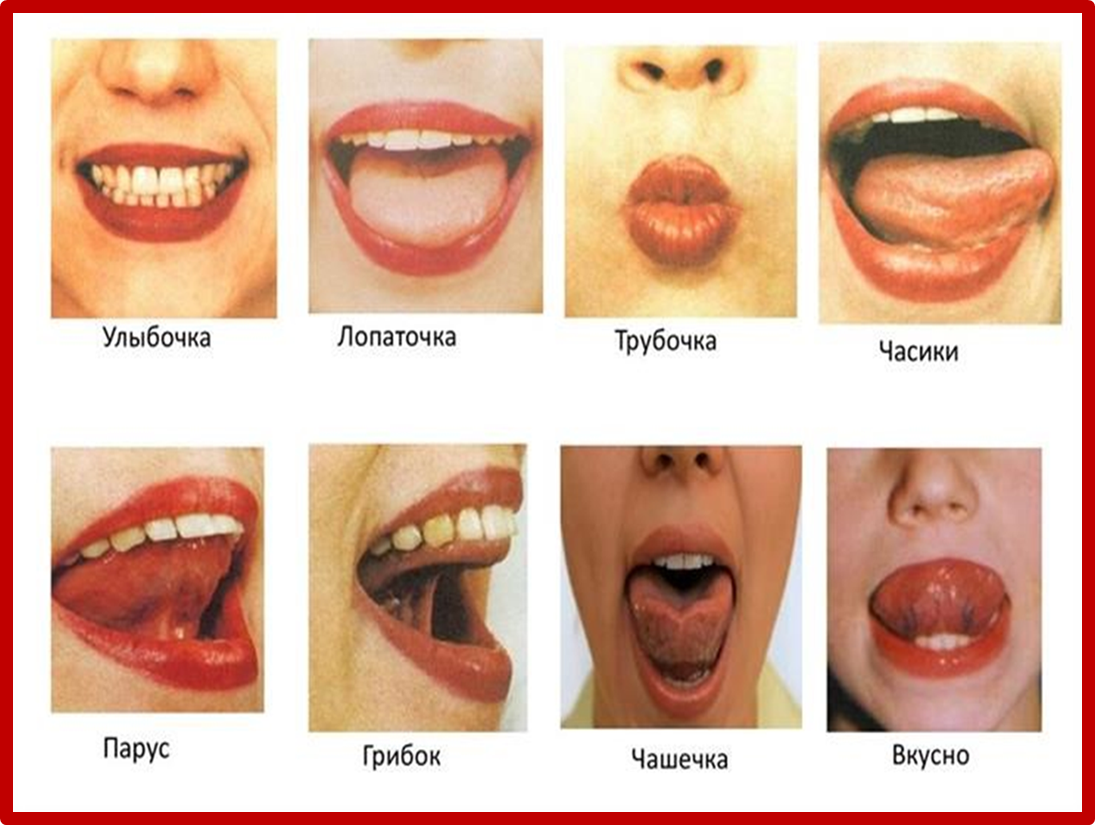 Улыбочка
Лопаточка
Трубочка
Часики
Парус
Грибок
Чашечка
Вкусно